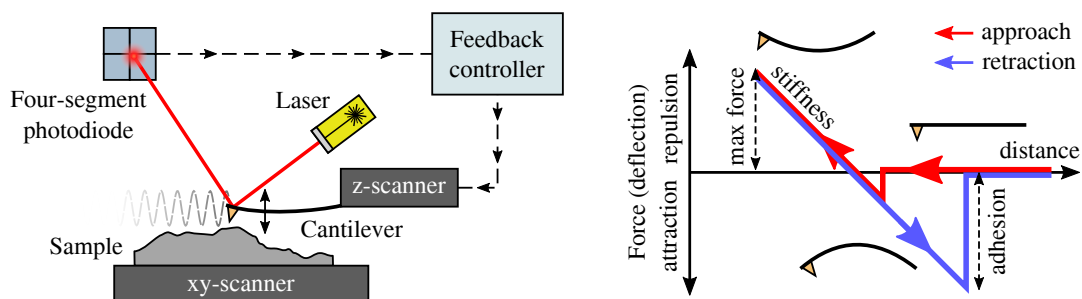 Four-segment
photodiode
Feedback
controller
Laser
z-scanner
Cantilever
Sample
xy-scanner
approach
retraction
Force (deflection)
attraction repulsion
max force
stiffness
distance
adhesion